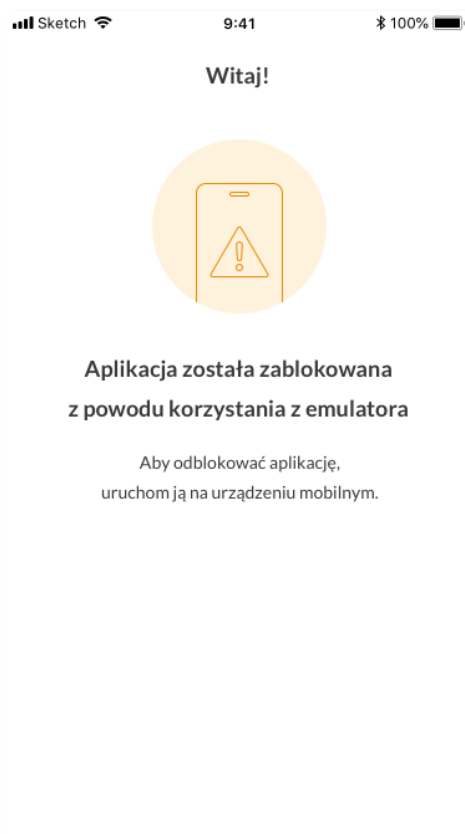 Sketch 9:41 100%
Witaj!
Aplikacja została zablokowana
z powodu korzystania z emulatora
Aby odblokować aplikację,
uruchom ją na urządzeniu mobilnym.